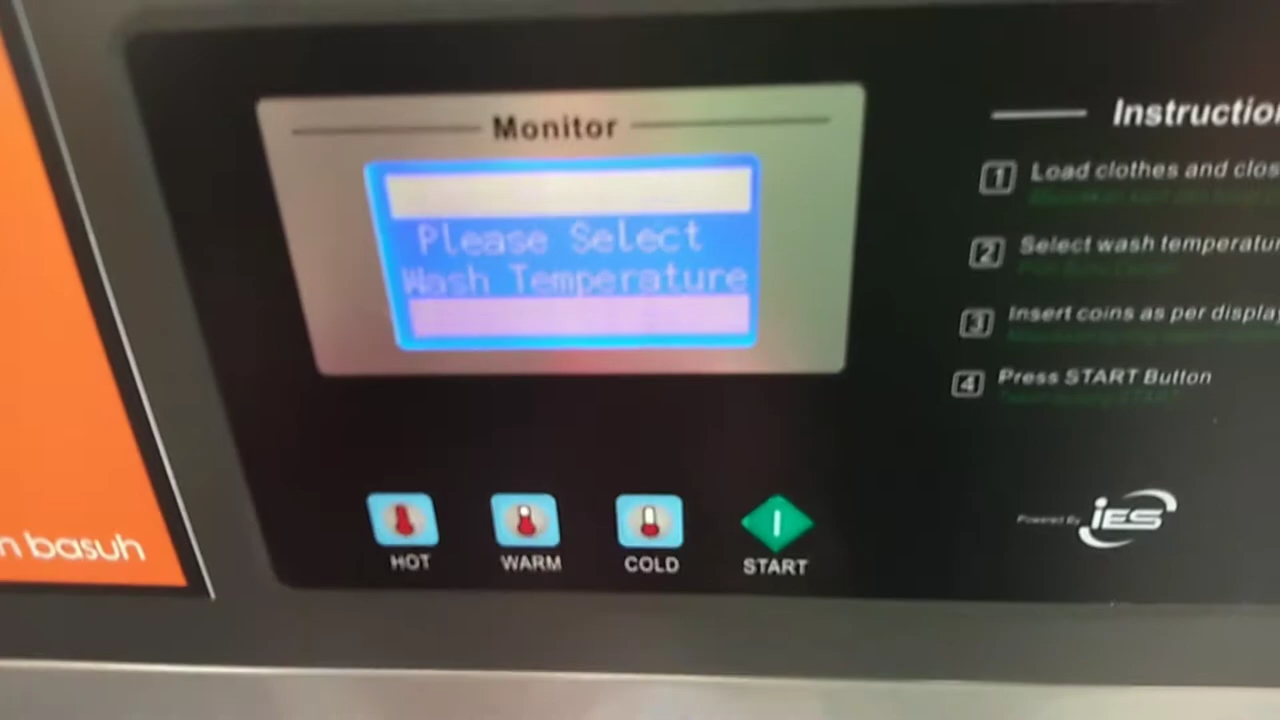 Monitor
Please Select
Wash Temperature
HOT
WARM
COLD
START
Instruction
1 Load clothes and clos
2 Select wash temperatur
3 Insert coins as per display
4 Press START Button
Powered By iES
n basuh